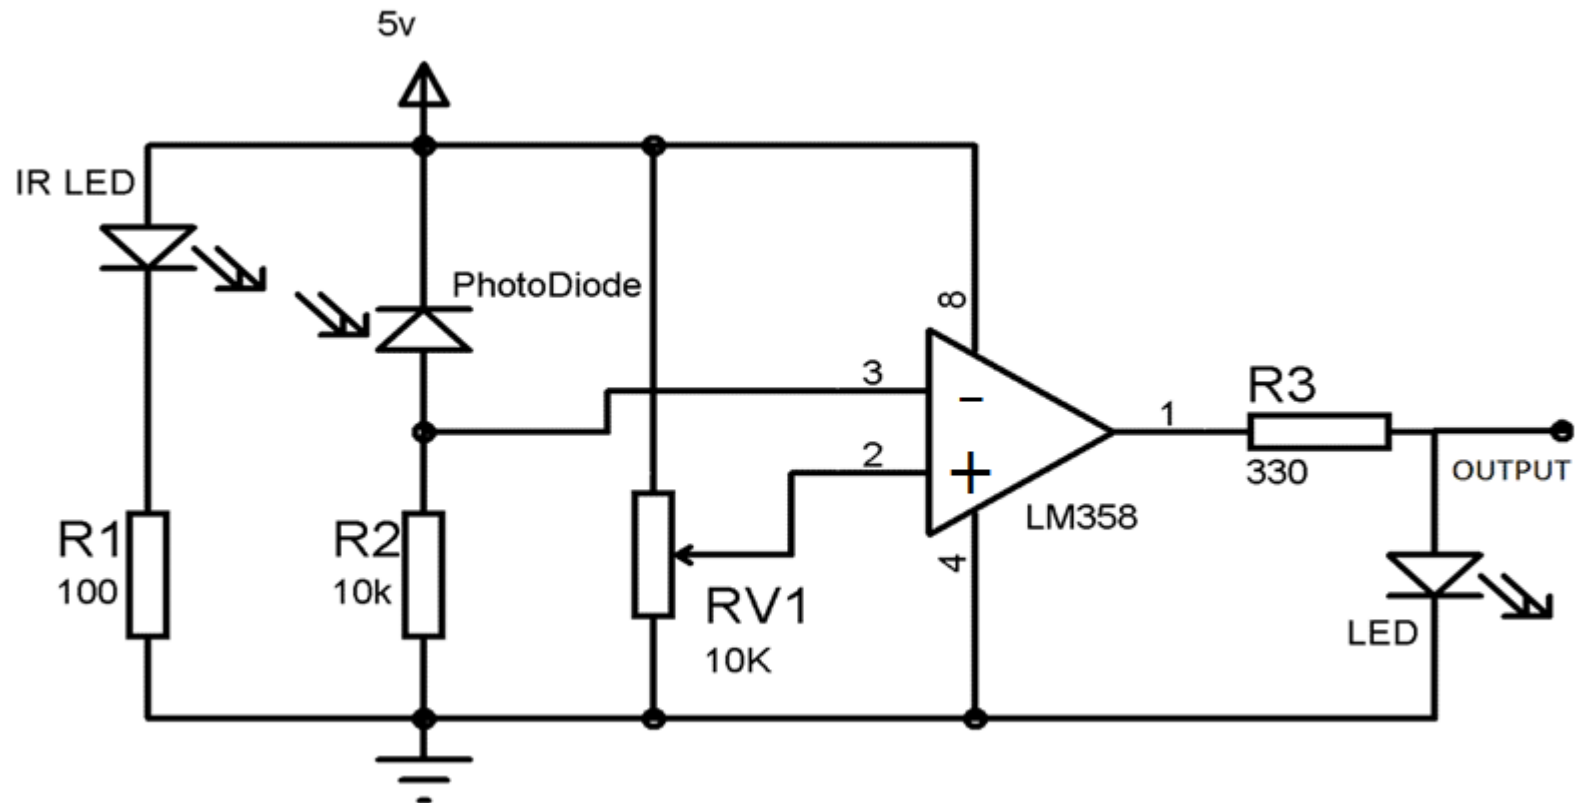 5v
IR LED
PhotoDiode
8
3
-
R3
1
2
+
330
OUTPUT
LM358
R1
100
R2
10k
4
RV1
10K
LED